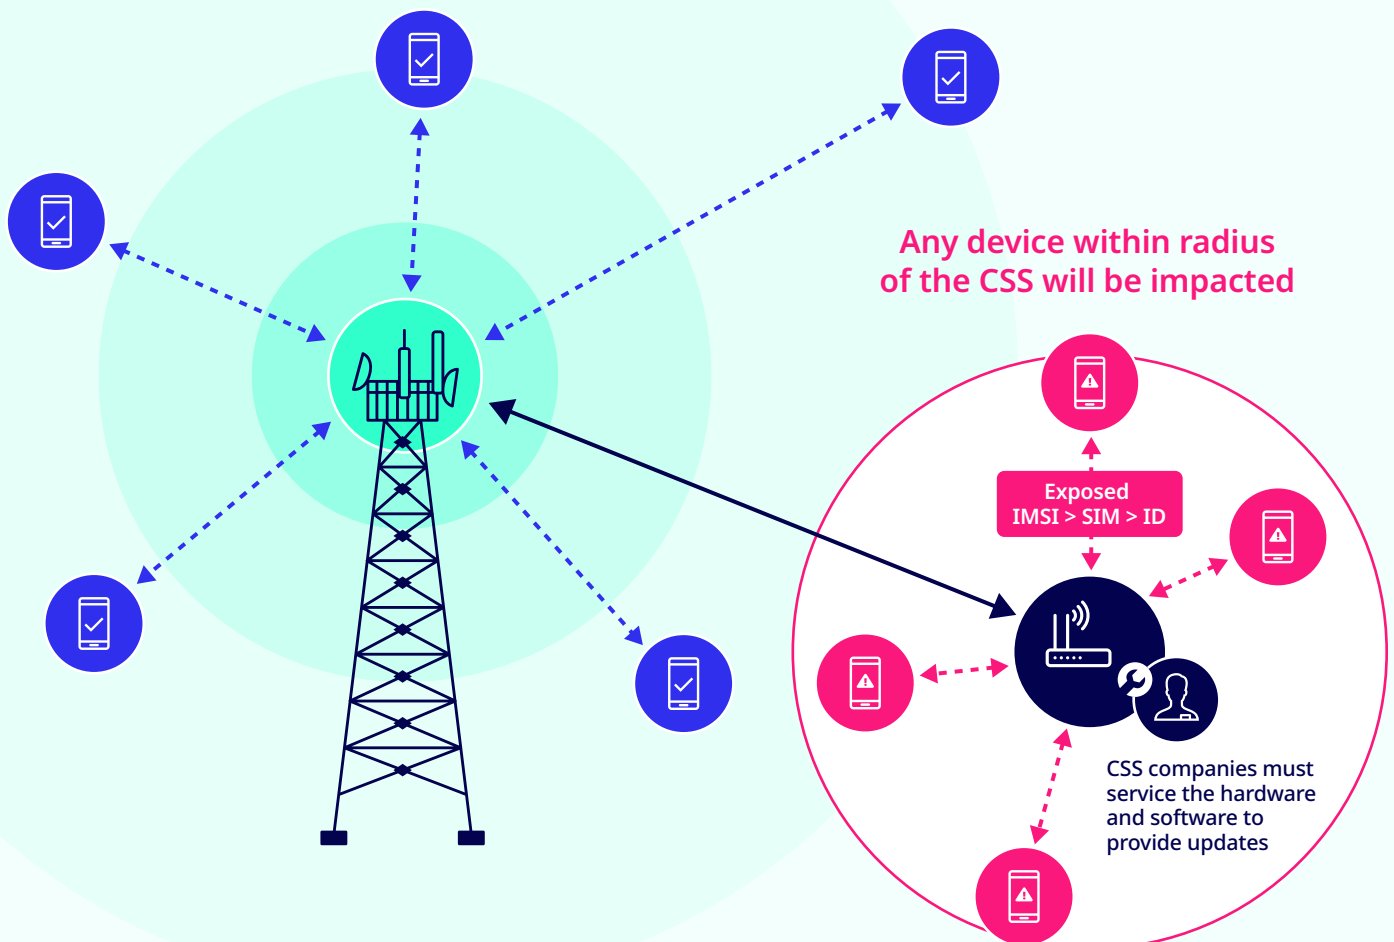 Any device within radius
of the CSS will be impacted
Exposed
IMSI > SIM > ID
CSS companies must
service the hardware
and software to
provide updates